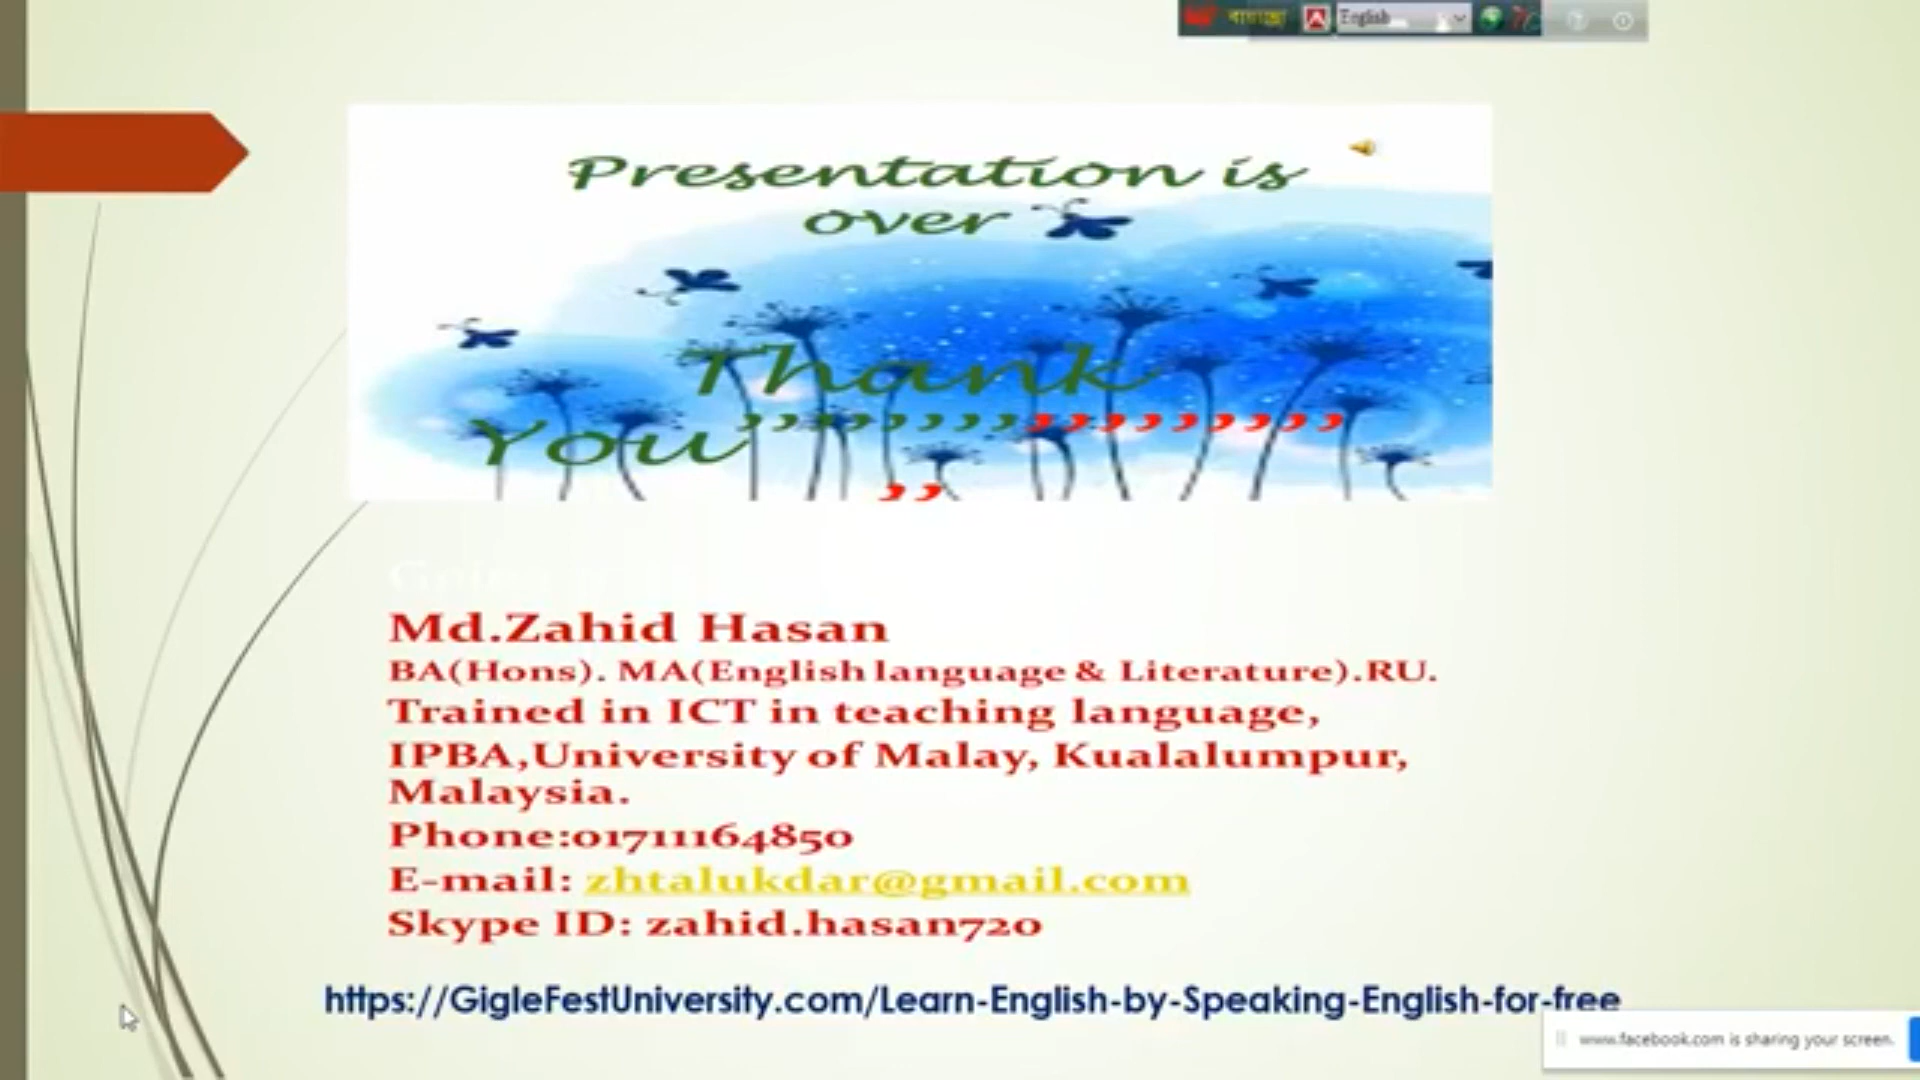 English
Presentation is
over
Thank
You,,,,,,,,,,,,,,,,,
,,
Md.Zahid Hasan
BA(Hons). MA(English language & Literature).RU.
Trained in ICT in teaching language,
IPBA,University of Malay, Kualalumpur,
Malaysia.
Phone:01711164850
E-mail: zhtalukdar@gmail.com
Skype ID: zahid.hasan720
https://GigleFestUniversity.com/Learn-English-by-Speaking-English-for-free
www.facebook.com is sharing your screen.